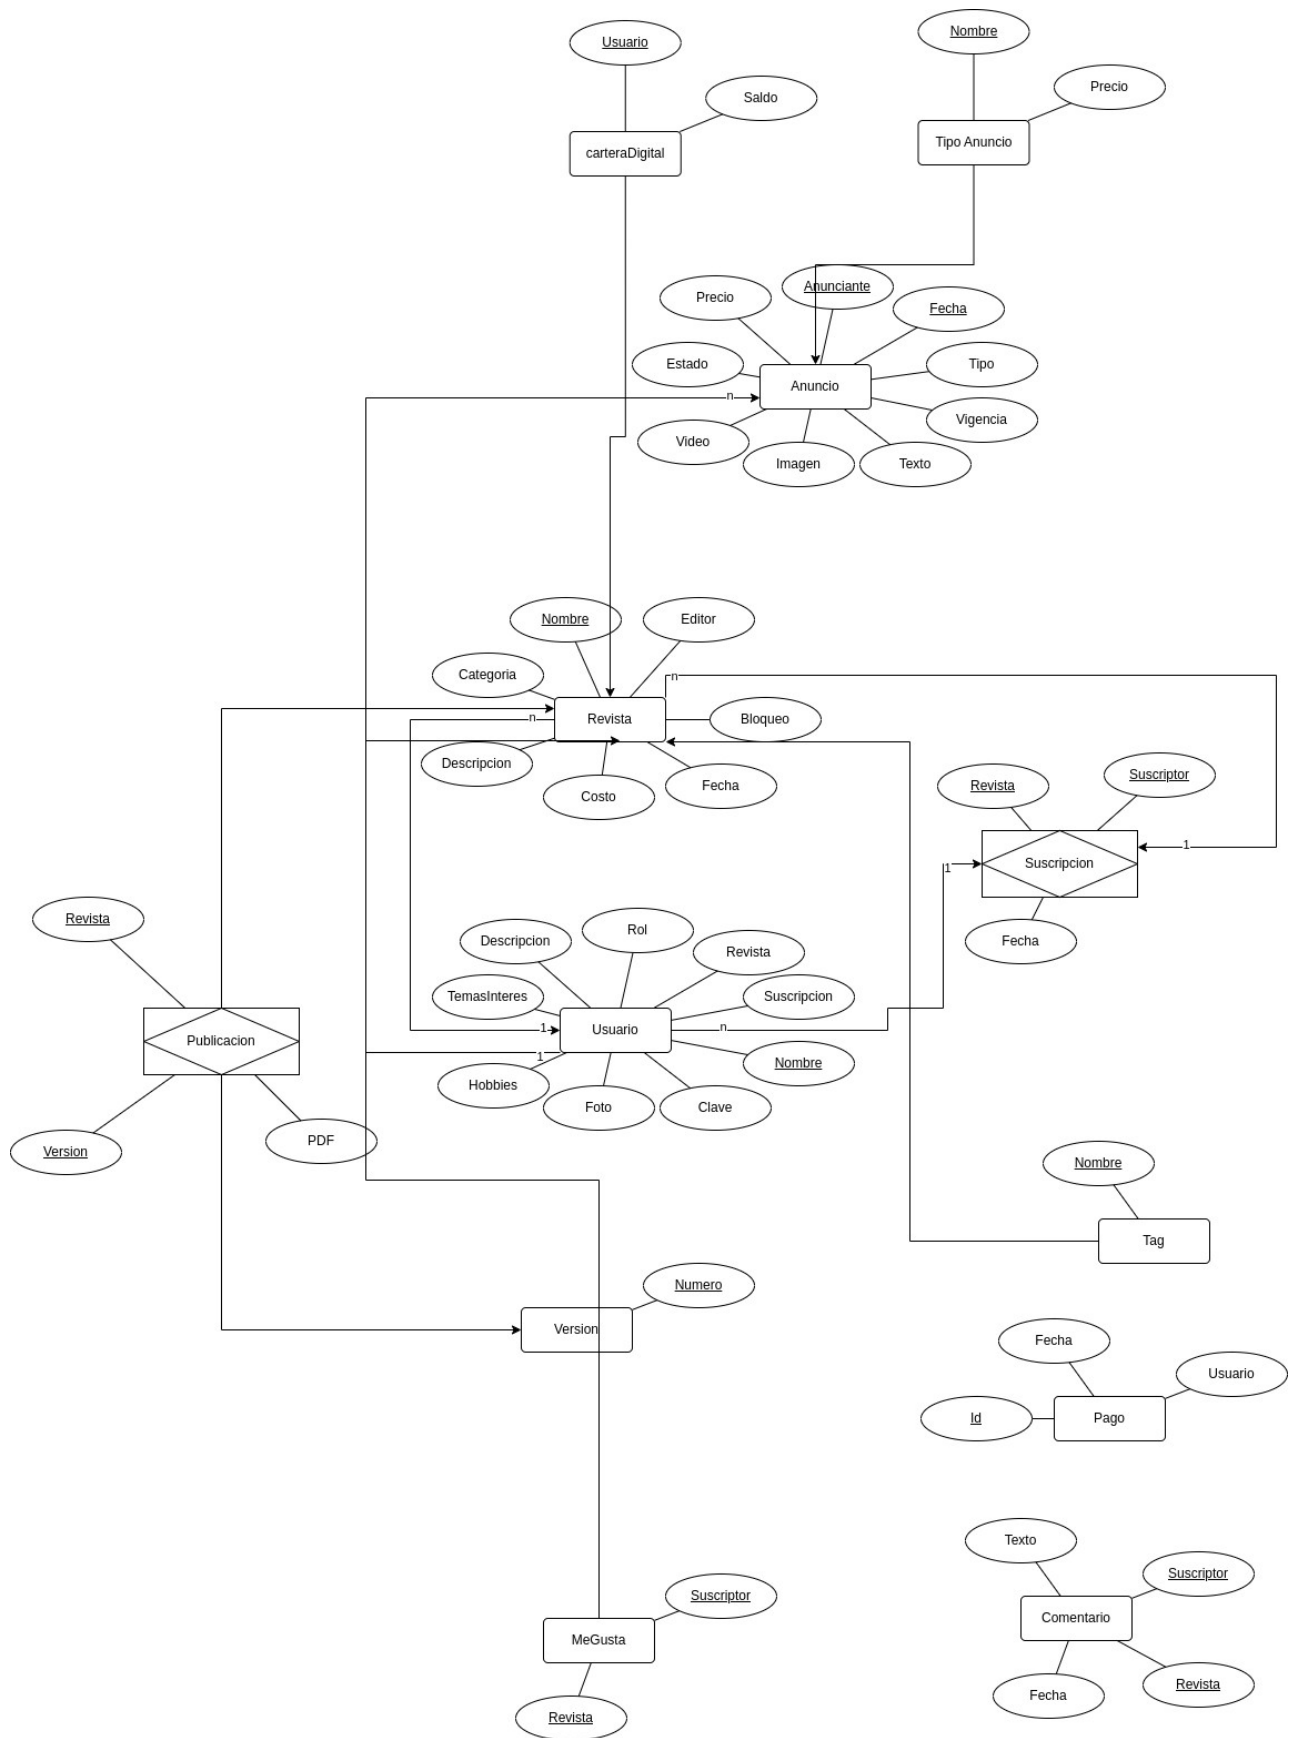 Nombre
Usuario
Precio
Saldo
Tipo Anuncio
carteraDigital
Anunciante
Precio
Fecha
Estado
Tipo
Anuncio
n
Vigencia
Video
Imagen
Texto
Nombre
Editor
Categoria
n
n
Revista
Bloqueo
Descripcion
Fecha
Costo
Suscriptor
Revista
1
Suscripcion
1
Revista
Rol
Descripcion
Fecha
Revista
TemasInteres
Suscripcion
1
Usuario
n
Publicacion
1
Nombre
Hobbies
Foto
Clave
PDF
Version
Nombre
Tag
Numero
Version
Fecha
Usuario
Id
Pago
Texto
Suscriptor
Suscriptor
Comentario
MeGusta
Revista
Fecha
Revista